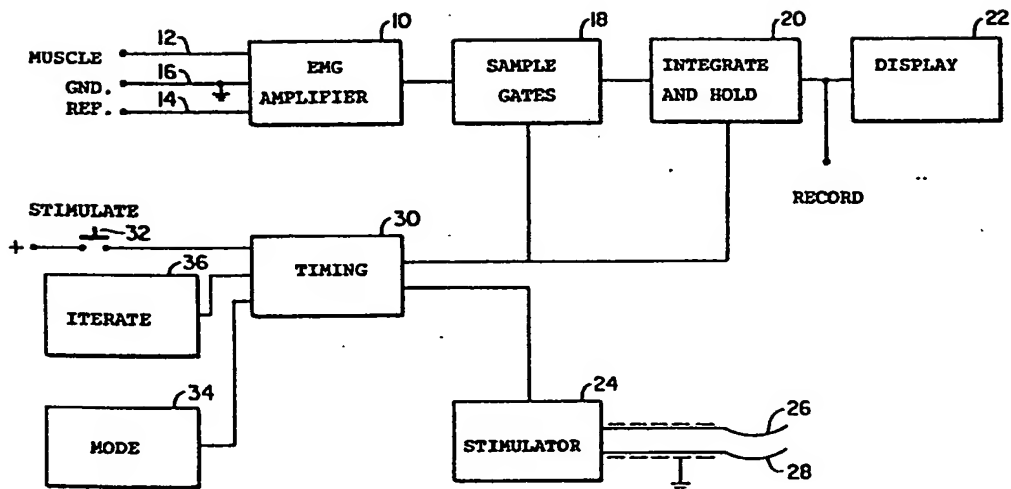 10
18
20
22
MUSCLE
12
GND.
16
REF.
14
EMG
AMPLIFIER
SAMPLE
GATES
INTEGRATE
AND HOLD
DISPLAY
RECORD
STIMULATE
+
32
30
TIMING
36
ITERATE
34
MODE
24
STIMULATOR
26
28